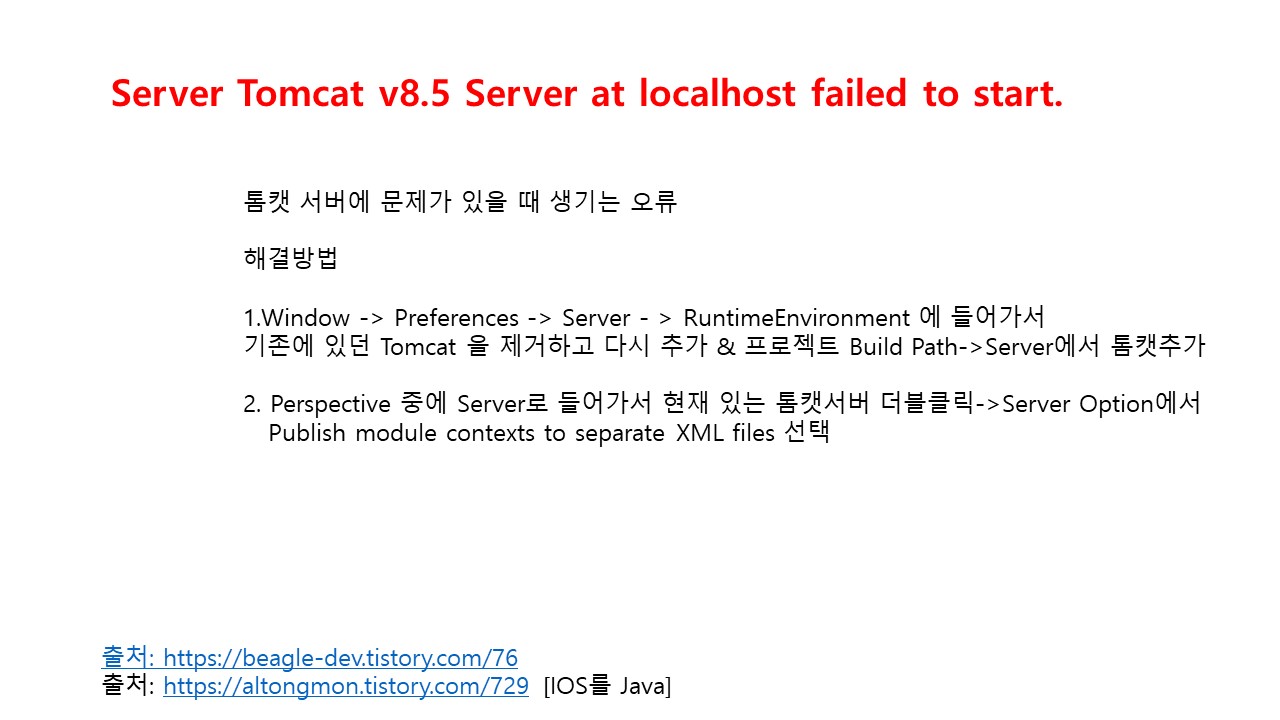 Server Tomcat v8.5 Server at localhost failed to start.
톰캣 서버에 문제가 있을 때 생기는 오류
해결방법
1.Window -> Preferences -> Server - > RuntimeEnvironment 에 들어가서
기존에 있던 Tomcat 을 제거하고 다시 추가 & 프로젝트 Build Path->Server에서 톰캣추가
2. Perspective 중에 Server로 들어가서 현재 있는 톰캣서버 더블클릭->Server Option에서
Publish module contexts to separate XML files 선택
출처: https://beagle-dev.tistory.com/76
출처: https://altongmon.tistory.com/729 [IOS를 Java]